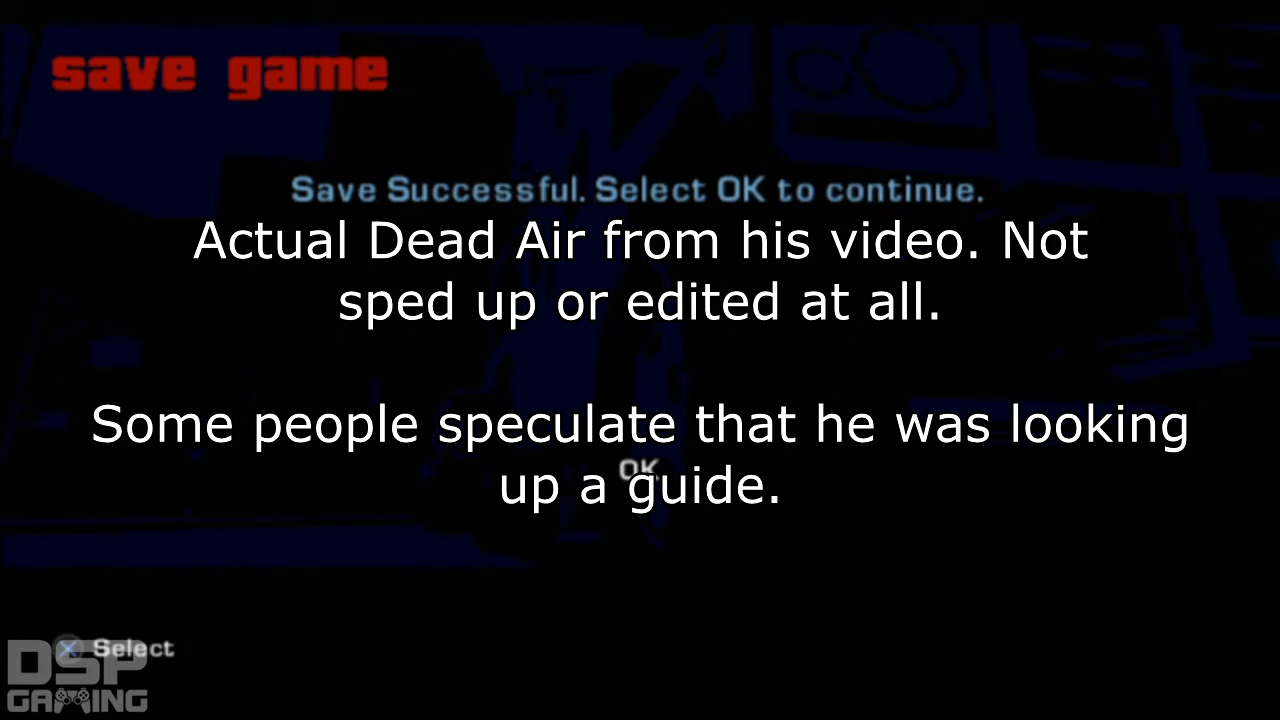 save game
Save Successful. Select OK to continue.
Actual Dead Air from his video. Not
sped up or edited at all.
Some people speculate that he was looking
OK
up a guide.
Select
DSP
GAMING